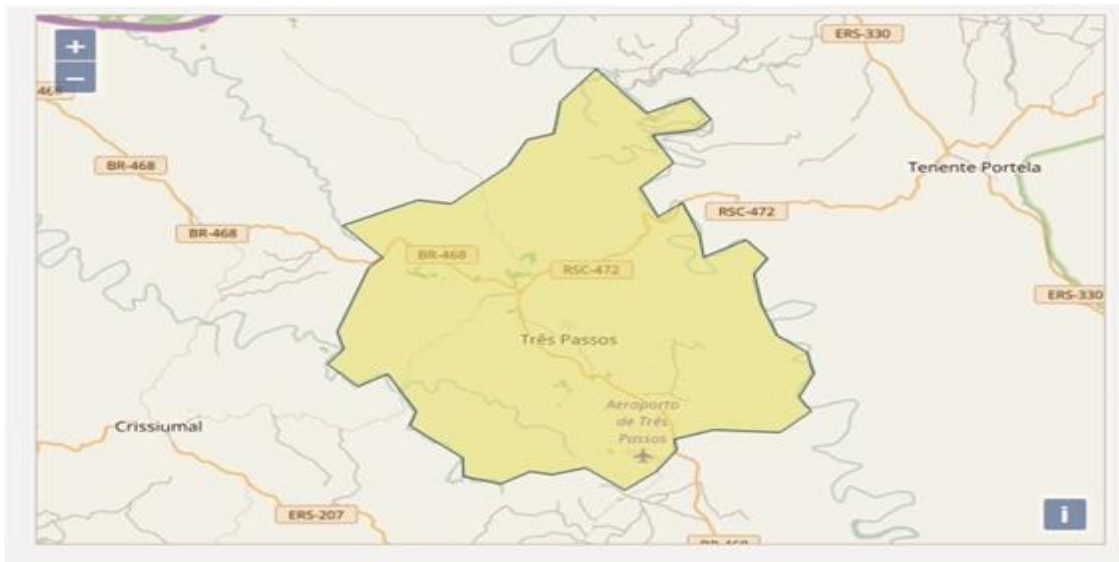 +
ERS-330
−
BR-468
Tenente Portela
RSC-472
BR-468
BR-468
RSC-472
ERS-330
Três Passos
Aeroporto
de Três
Passos
Crissiumal
ERS-207
i